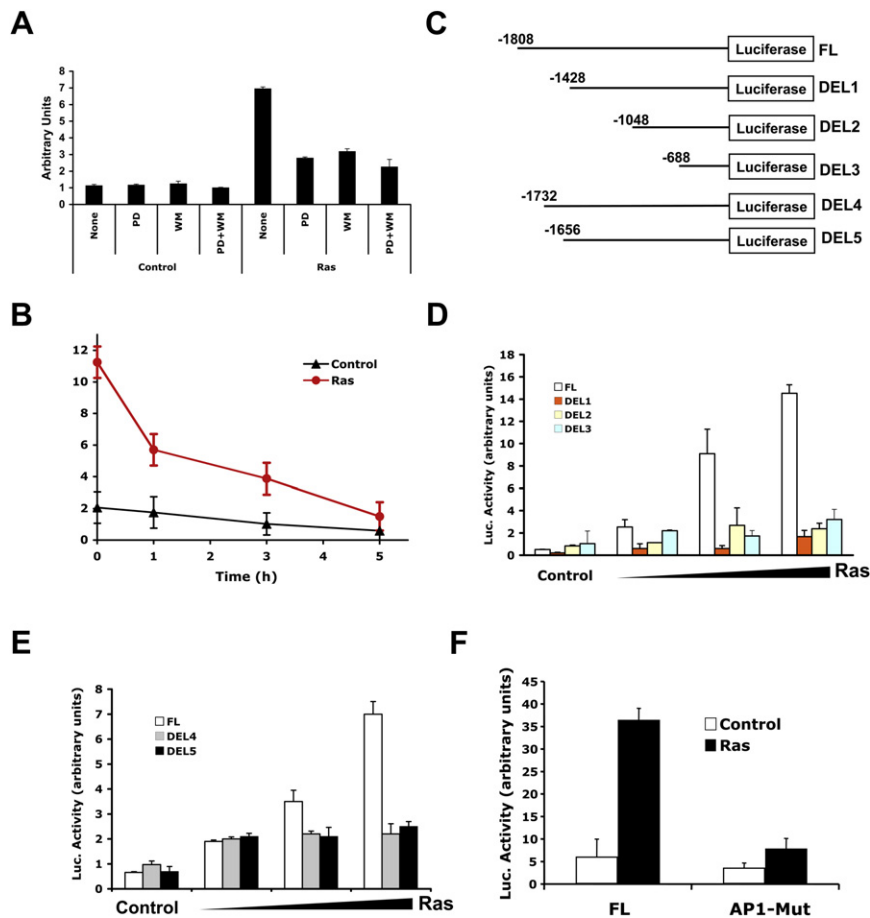 A
Arbitrary Units
8
7
6
5
4
3
2
1
0
None
PD
WM
PD+WM
None
PD
WM
PD+WM
Control
Ras
C
-1808
Luciferase
FL
-1428
Luciferase
DEL1
-1048
Luciferase
DEL2
-688
Luciferase
DEL3
-1732
Luciferase
DEL4
-1656
Luciferase
DEL5
B
12
10
8
6
4
2
0
0
1
2
3
4
5
Time (h)
Control
Ras
D
Luc. Activity (arbitrary units)
18
16
14
12
10
8
6
4
2
0
FL
DEL1
DEL2
DEL3
Control
Ras
E
Luc. Activity (arbitrary units)
8
7
6
5
4
3
2
1
0
FL
DEL4
DEL5
Control
Ras
F
Luc. Activity (arbitrary units)
45
40
35
30
25
20
15
10
5
0
Control
Ras
FL
AP1-Mut